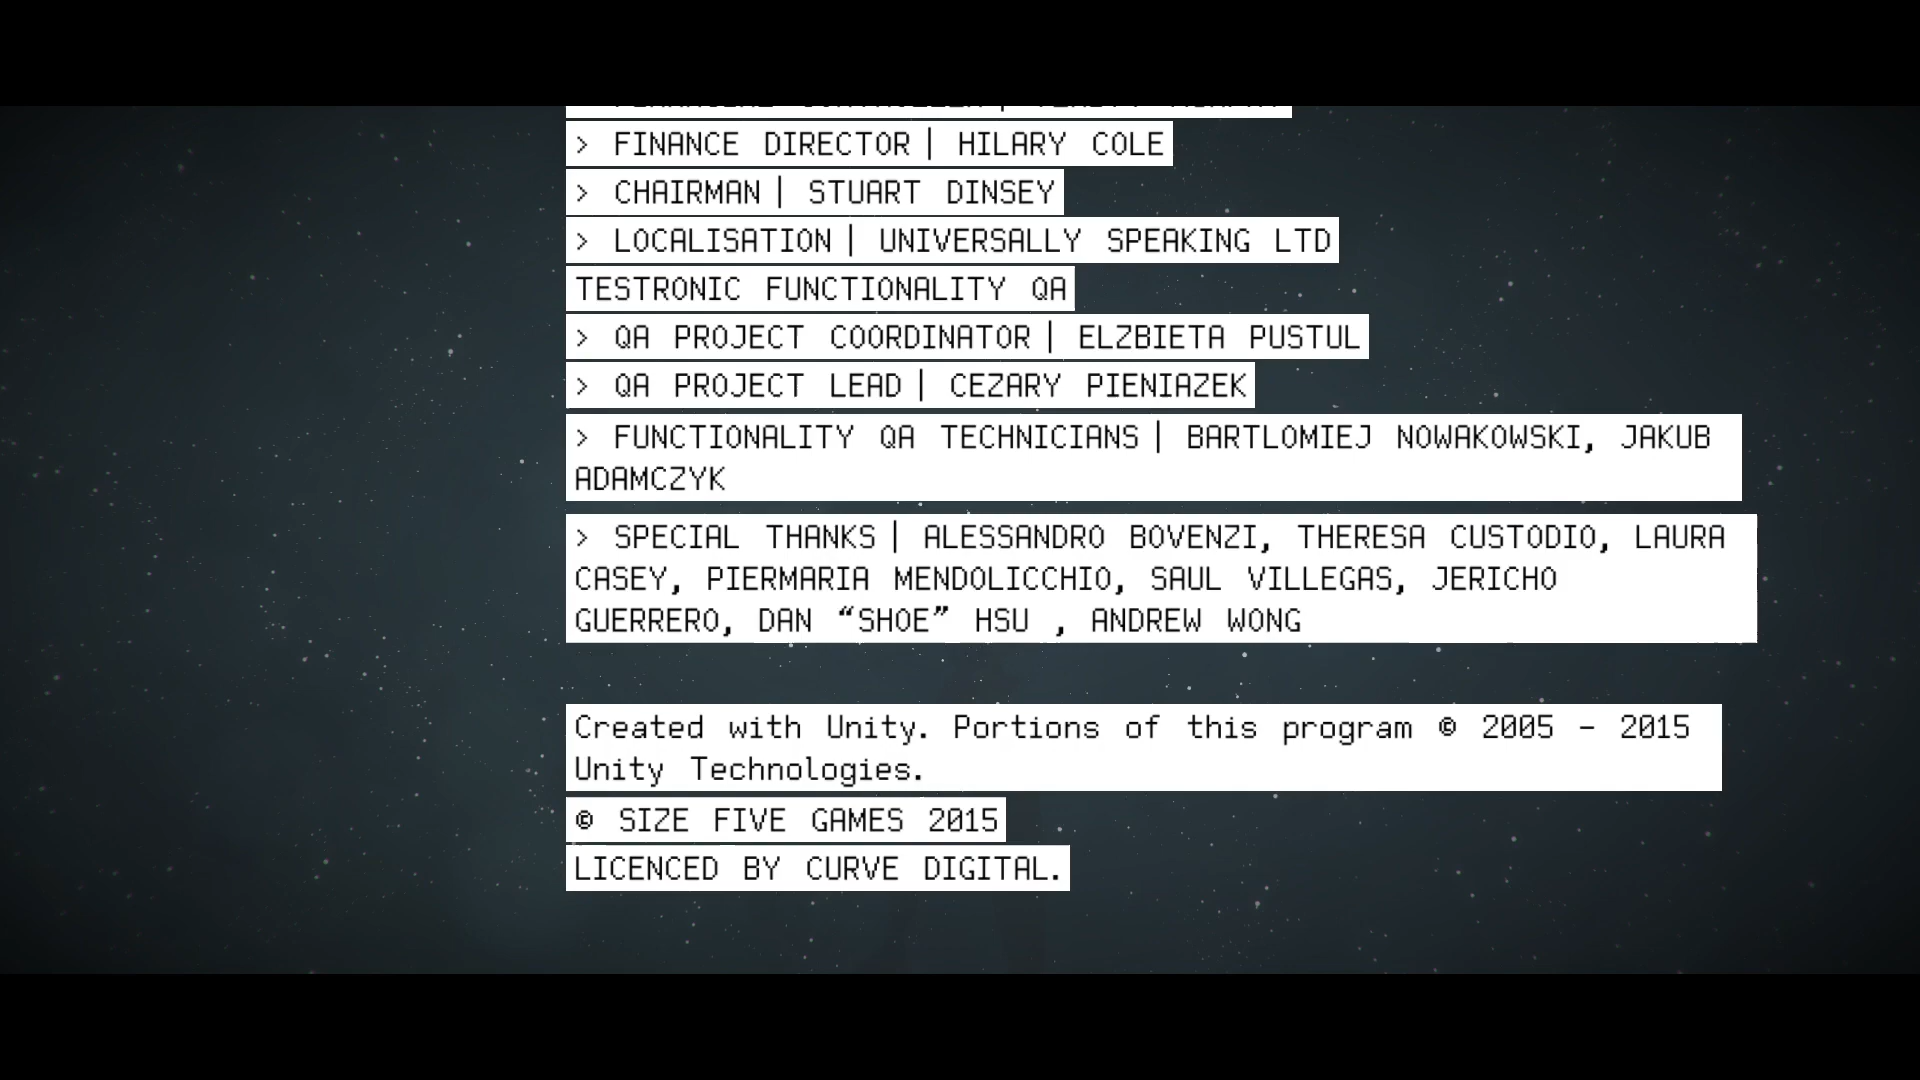 > FINANCE DIRECTOR | HILARY COLE
> CHAIRMAN | STUART DINSEY
> LOCALISATION | UNIVERSALLY SPEAKING LTD
TESTRONIC FUNCTIONALITY QA
> QA PROJECT COORDINATOR | ELZBIETA PUSTUL
> QA PROJECT LEAD | CEZARY PIENIAZEK
> FUNCTIONALITY QA TECHNICIANS | BARTLOMIEJ NOWAKOWSKI, JAKUB
ADAMCZYK
> SPECIAL THANKS | ALESSANDRO BOVENZI, THERESA CUSTODIO, LAURA
CASEY, PIERMARIA MENDOLICCHIO, SAUL VILLEGAS, JERICHO
GUERRERO, DAN “SHOE” HSU , ANDREW WONG
Created with Unity. Portions of this program © 2005 - 2015
Unity Technologies.
© SIZE FIVE GAMES 2015
LICENCED BY CURVE DIGITAL.